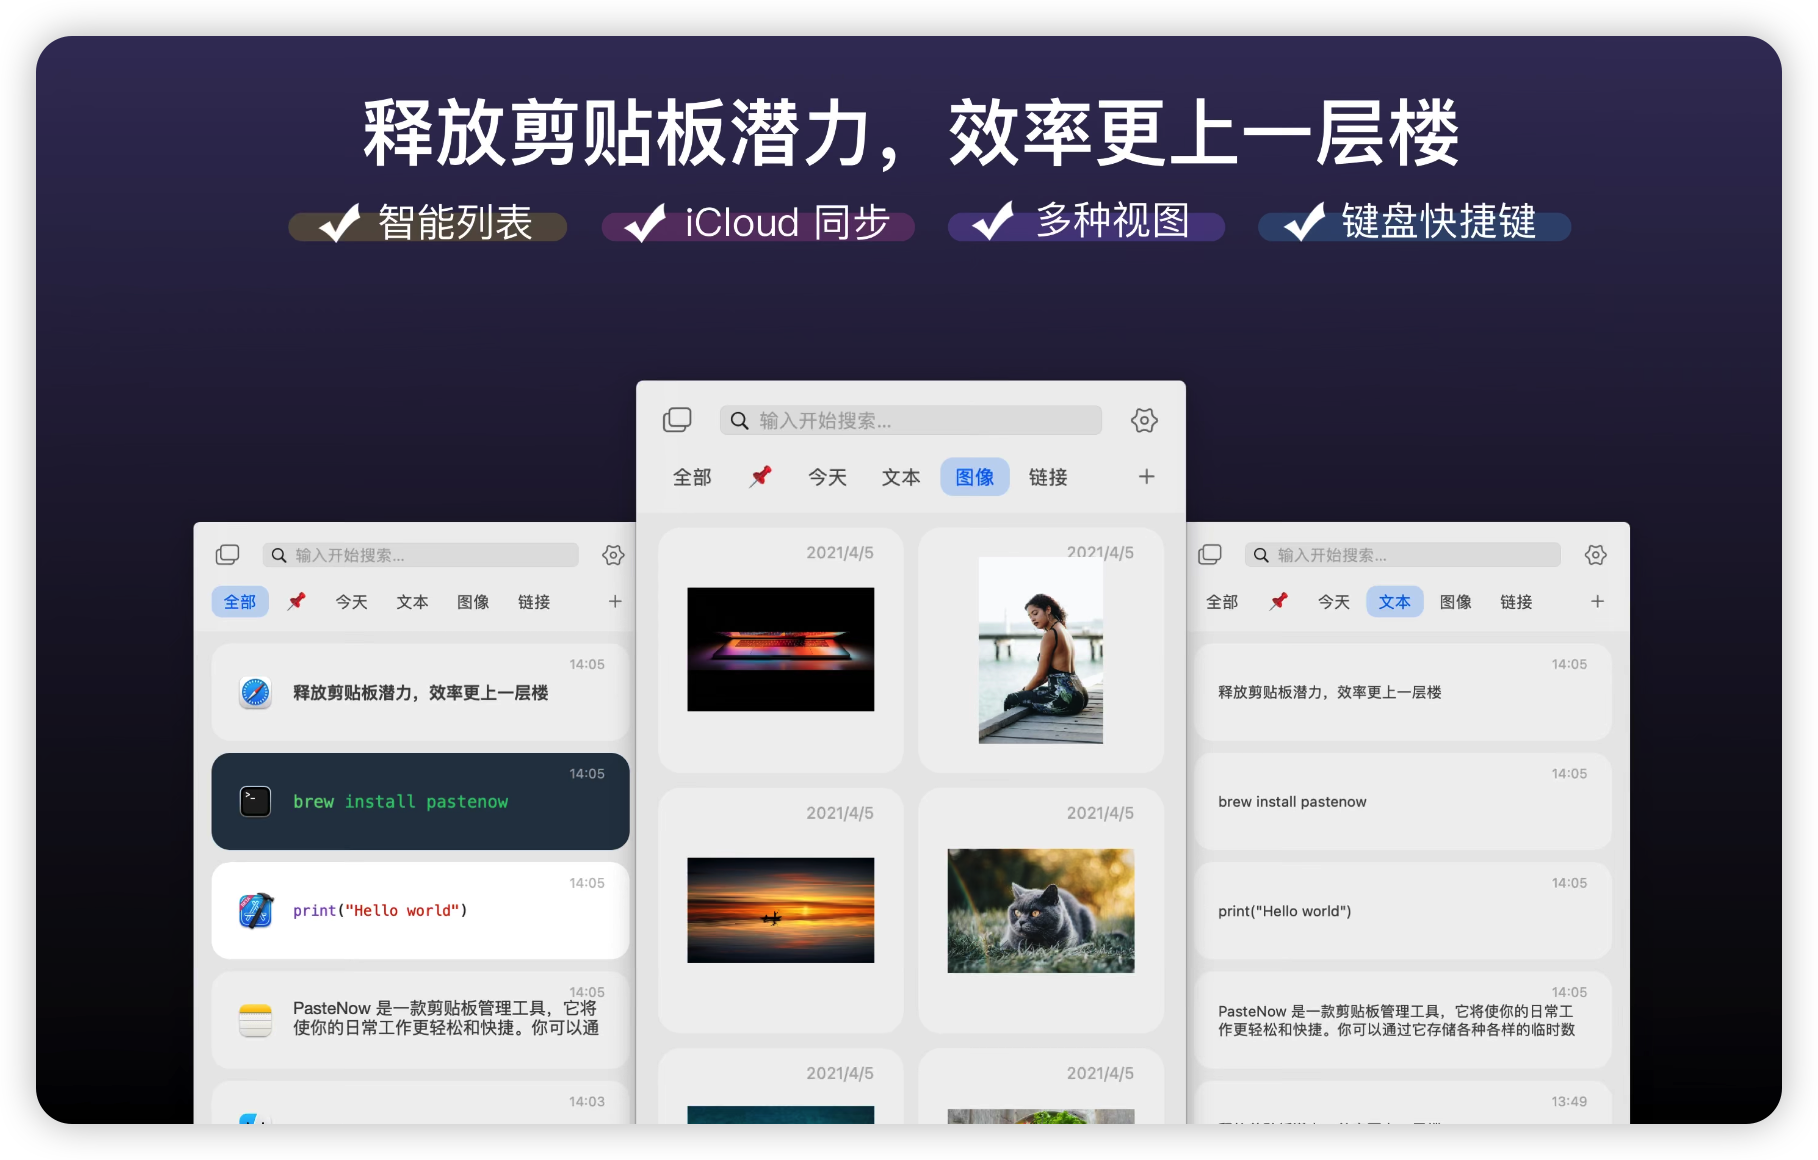 释放剪贴板潜力，效率更上一层楼
智能列表
iCloud 同步
多种视图
键盘快捷键
输入开始搜索...
全部 今天 文本 图像 链接 +
14:05
释放剪贴板潜力，效率更上一层楼
14:05
>_
brew install pastenow
14:05
print("Hello world")
14:05
PasteNow 是一款剪贴板管理工具，它将
使你的日常工作更轻松和快捷。你可以通
14:03
输入开始搜索...
全部 今天 文本 图像 链接 +
2021/4/5
2021/4/5
2021/4/5
2021/4/5
2021/4/5
2021/4/5
输入开始搜索...
全部 今天 文本 图像 链接 +
14:05
释放剪贴板潜力，效率更上一层楼
14:05
brew install pastenow
14:05
print("Hello world")
14:05
PasteNow 是一款剪贴板管理工具，它将使你的日常工
作更轻松和快捷。你可以通过它存储各种各样的临时数
13:49